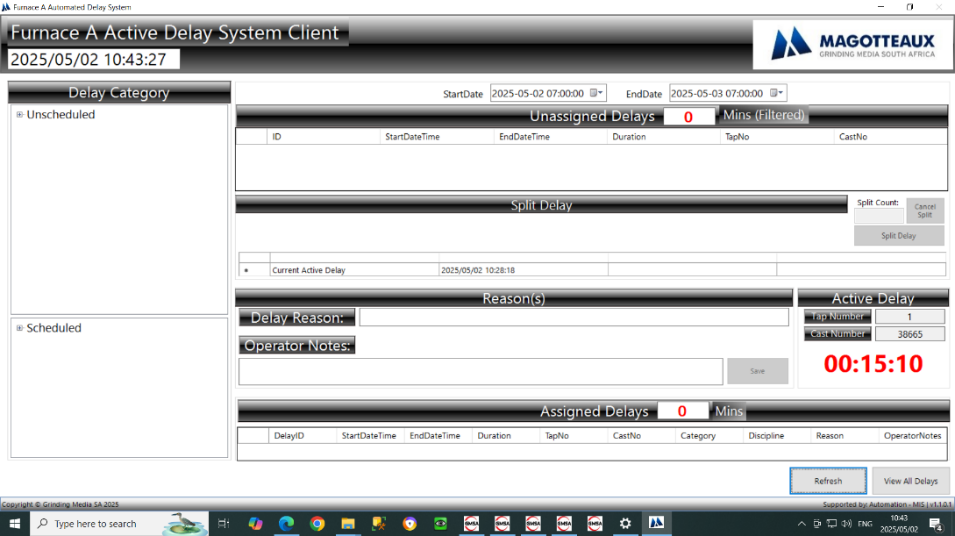 Furnace A Automated Delay System
Furnace A Active Delay System Client
2025/05/02 10:43:27
MAGOTTEAUX
GRINDING MEDIA SOUTH AFRICA
Delay Category
Unscheduled
Scheduled
StartDate 2025-05-02 07:00:00 EndDate 2025-05-03 07:00:00
Unassigned Delays 0 Mins (Filtered)
ID StartDateTime EndDateTime Duration TapNo CastNo
Split Delay
Split Count:
Cancel
Split
Split Delay
Current Active Delay 2025/05/02 10:28:18
Reason(s)
Delay Reason:
Operator Notes:
Save
Active Delay
Tap Number 1
Cast Number 38665
00:15:10
Assigned Delays 0 Mins
DelayID StartDateTime EndDateTime Duration TapNo CastNo Category Discipline Reason OperatorNotes
Refresh View All Delays
Copyright © Grinding Media SA 2025 Supported by Automation - MIS | v1.1.0.1
Type here to search
SMSA SMSA SMSA SMSA SMSA
ENG
10:43
2025/05/02
4